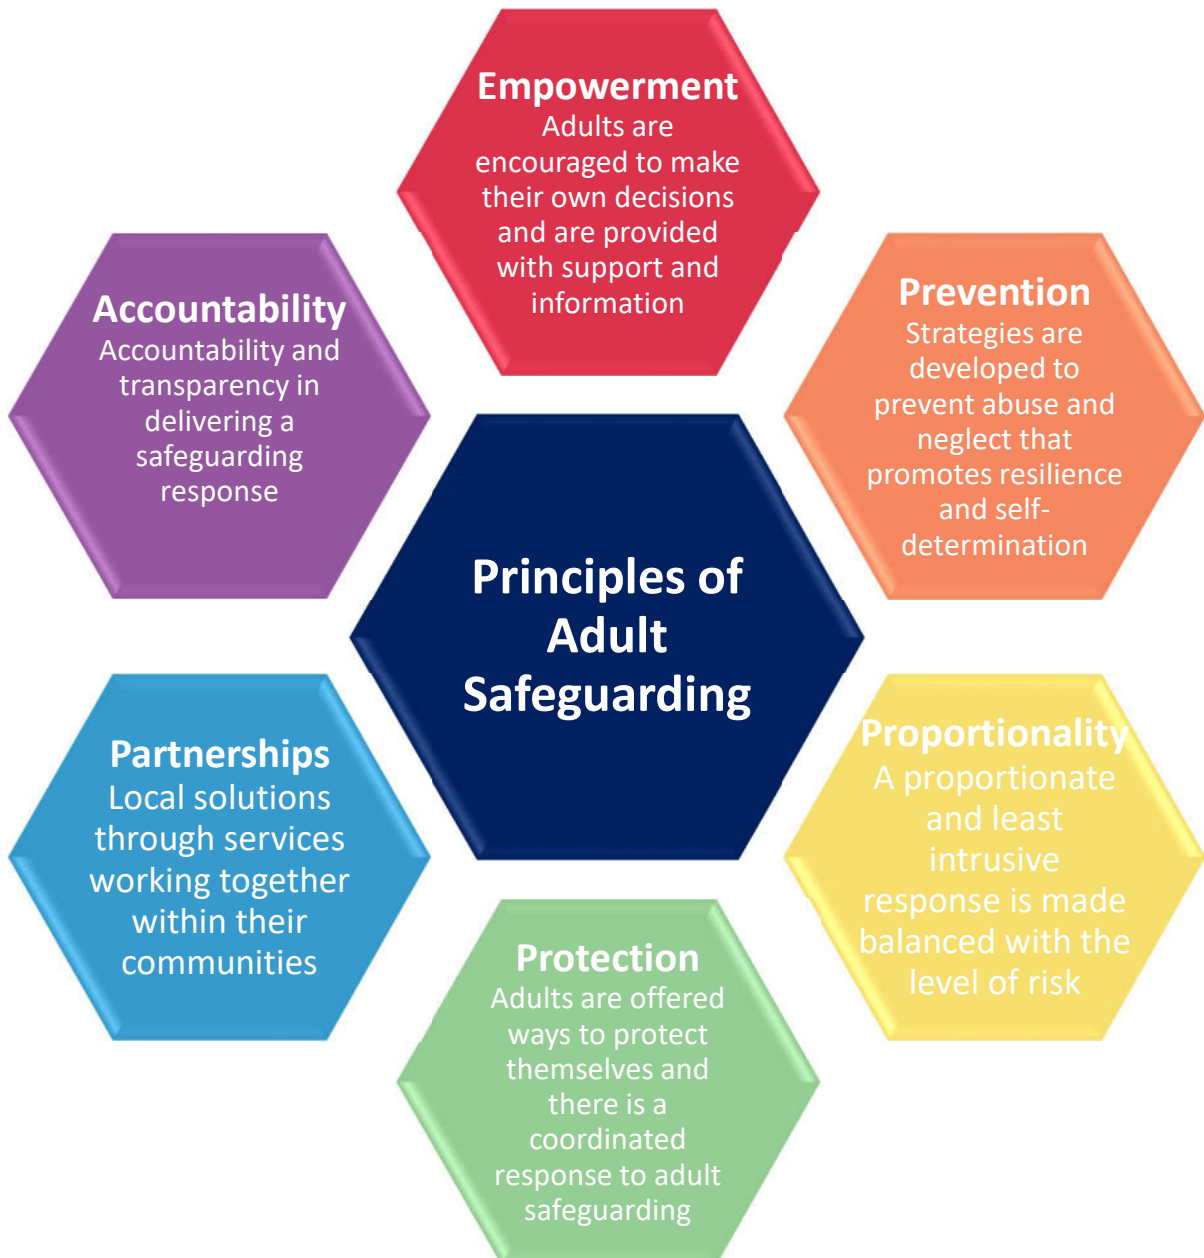 Empowerment
Adults are
encouraged to make
their own decisions
and are provided
with support and
information
Accountability
Accountability and
transparency in
delivering a
safeguarding
response
Prevention
Strategies are
developed to
prevent abuse and
neglect that
promotes resilience
and self-
determination
Principles of
Adult
Safeguarding
Partnerships
Local solutions
through services
working together
within their
communities
Proportionality
A proportionate
and least
intrusive
response is made
balanced with the
level of risk
Protection
Adults are offered
ways to protect
themselves and
there is a
coordinated
response to adult
safeguarding